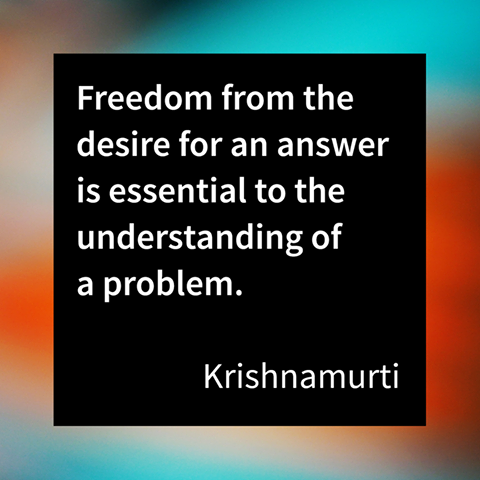 Freedom from the
desire for an answer
is essential to the
understanding of
a problem.
Krishnamurti